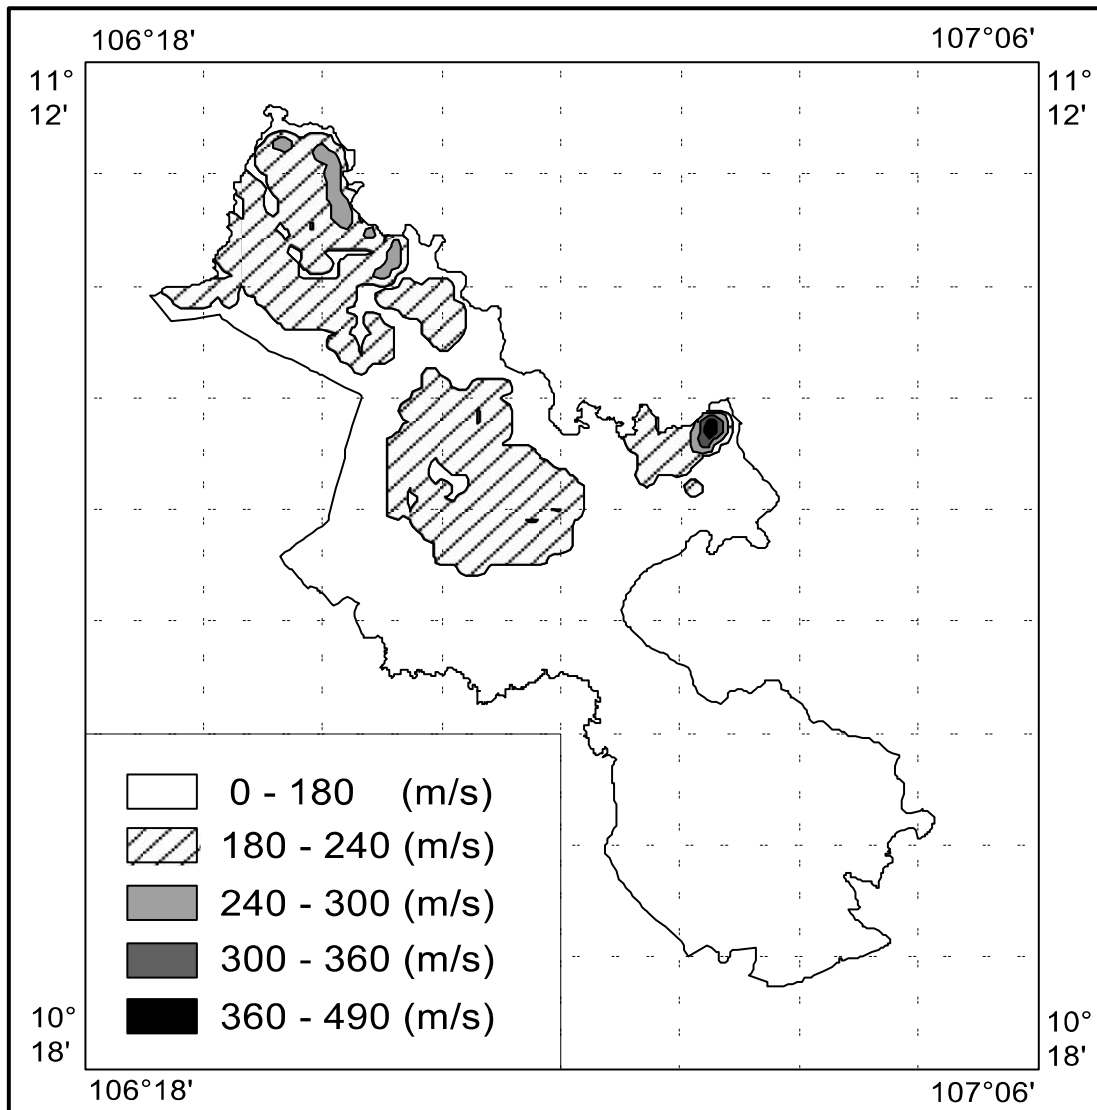 106°18'
107°06'
11°
12'
11°
12'
0 - 180 (m/s)
180 - 240 (m/s)
240 - 300 (m/s)
300 - 360 (m/s)
360 - 490 (m/s)
10°
18'
10°
18'
106°18'
107°06'